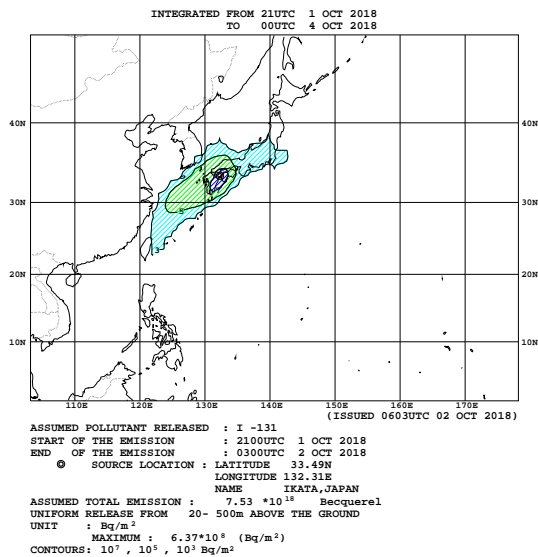 INTEGRATED FROM 21UTC 1 OCT 2018
TO 00UTC 4 OCT 2018
40N 40N
30N 30N
20N 20N
10N 10N
5
3
110E 120E 130E 140E 150E 160E 170E
(ISSUED 0603UTC 02 OCT 2018)
ASSUMED POLLUTANT RELEASED : I -131
START OF THE EMISSION : 2100UTC 1 OCT 2018
END OF THE EMISSION : 0300UTC 2 OCT 2018
◎ SOURCE LOCATION : LATITUDE 33.49N
LONGITUDE 132.31E
NAME IKATA,JAPAN
ASSUMED TOTAL EMISSION : 7.53 *10¹⁸ Becquerel
UNIFORM RELEASE FROM 20- 500m ABOVE THE GROUND
UNIT : Bq/m²
MAXIMUM : 6.37*10⁸ (Bq/m²)
CONTOURS: 10⁷ , 10⁵ , 10³ Bq/m²